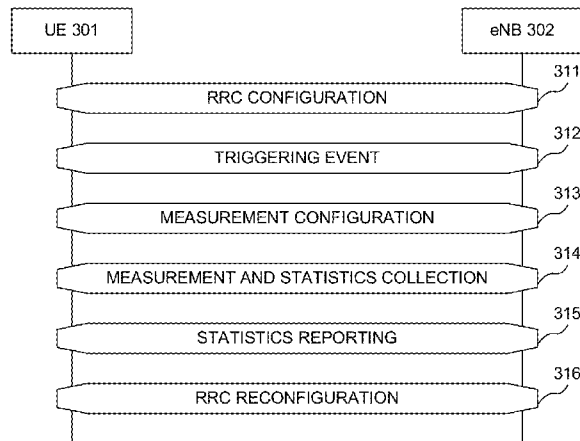 UE 301
eNB 302
311
RRC CONFIGURATION
312
TRIGGERING EVENT
313
MEASUREMENT CONFIGURATION
314
MEASUREMENT AND STATISTICS COLLECTION
315
STATISTICS REPORTING
316
RRC RECONFIGURATION